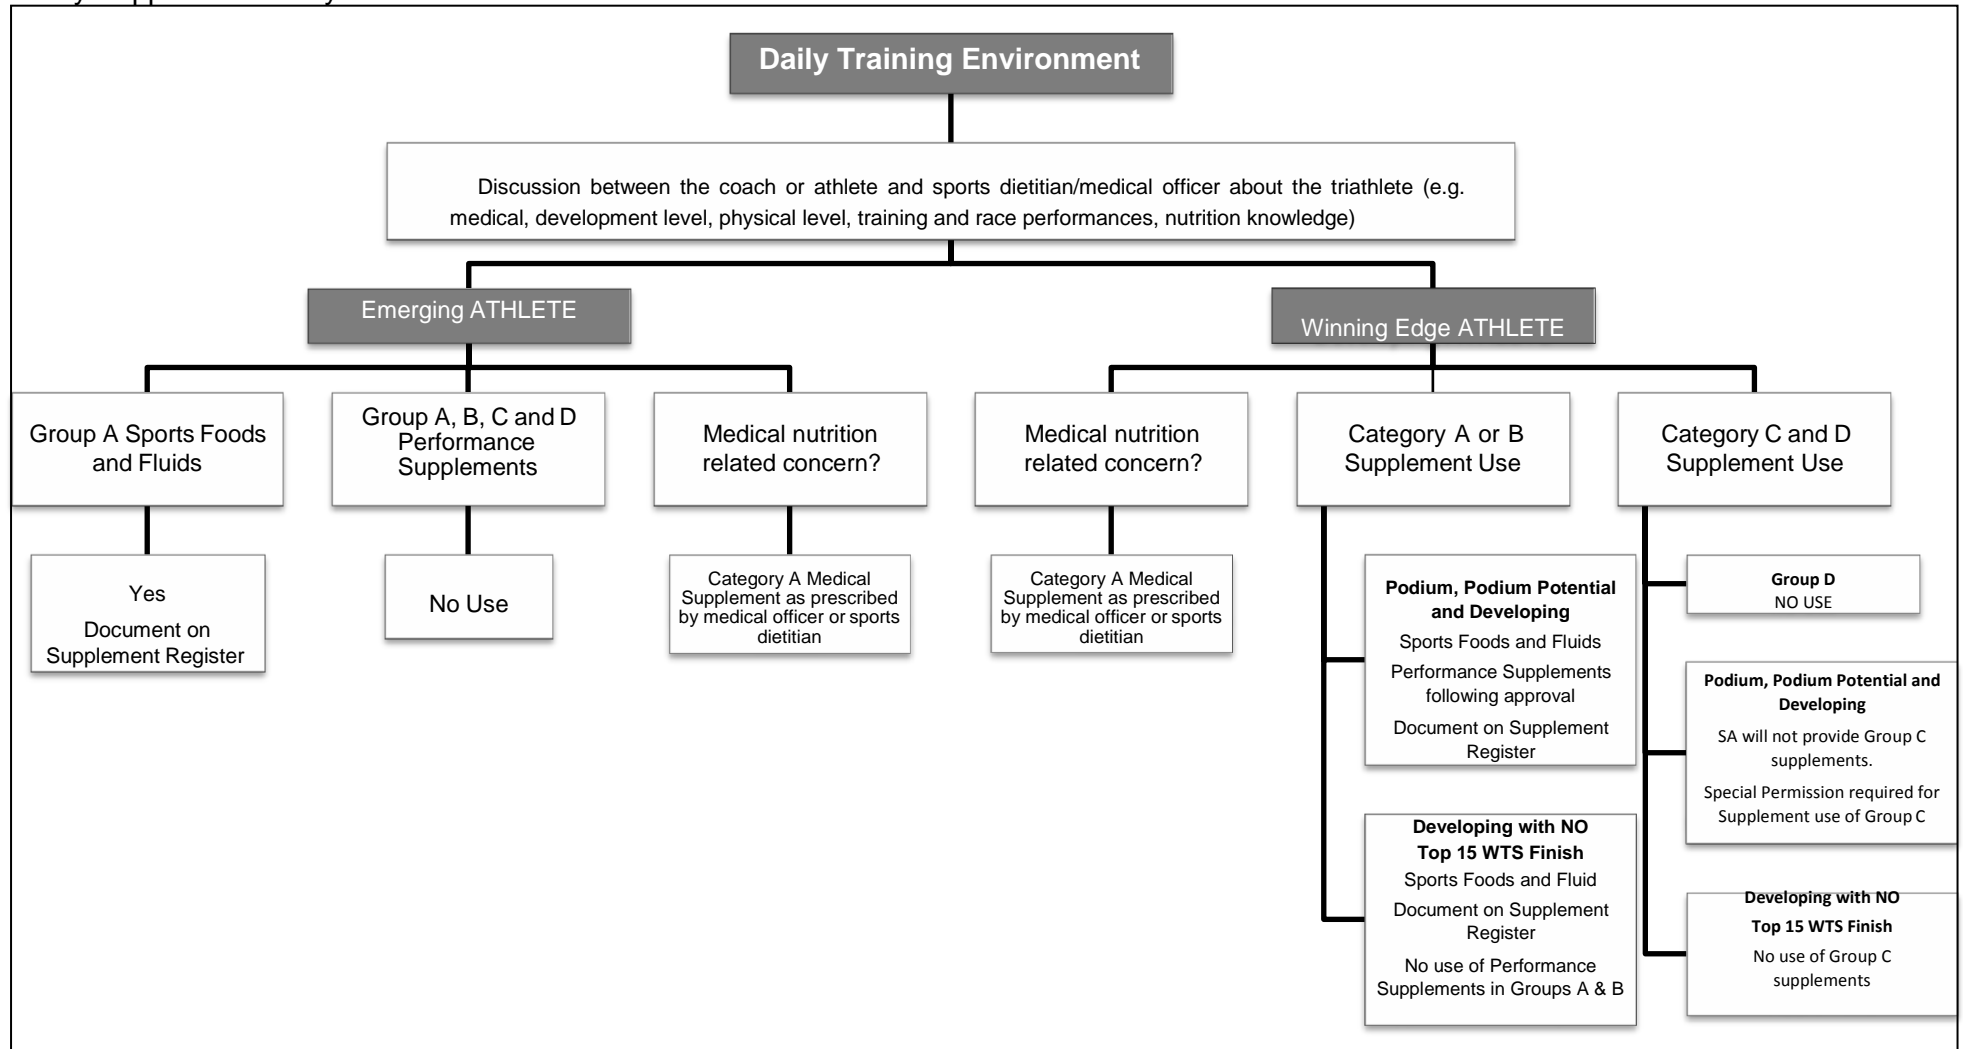 Daily Training Environment
Discussion between the coach or athlete and sports dietitian/medical officer about the triathlete (e.g.
medical, development level, physical level, training and race performances, nutrition knowledge)
Emerging ATHLETE
Winning Edge ATHLETE
Group A Sports Foods
and Fluids
Group A, B, C and D
Performance
Supplements
Medical nutrition
related concern?
Medical nutrition
related concern?
Category A or B
Supplement Use
Category C and D
Supplement Use
Yes
Document on
Supplement Register
No Use
Category A Medical
Supplement as prescribed
by medical officer or sports
dietitian
Category A Medical
Supplement as prescribed
by medical officer or sports
dietitian
Podium, Podium Potential
and Developing
Sports Foods and Fluids
Performance Supplements
following approval
Document on Supplement
Register
Developing with NO
Top 15 WTS Finish
Sports Foods and Fluid
Document on Supplement
Register
No use of Performance
Supplements in Groups A & B
Group D
NO USE
Podium, Podium Potential and
Developing
SA will not provide Group C
supplements.
Special Permission required for
Supplement use of Group C
Developing with NO
Top 15 WTS Finish
No use of Group C
supplements